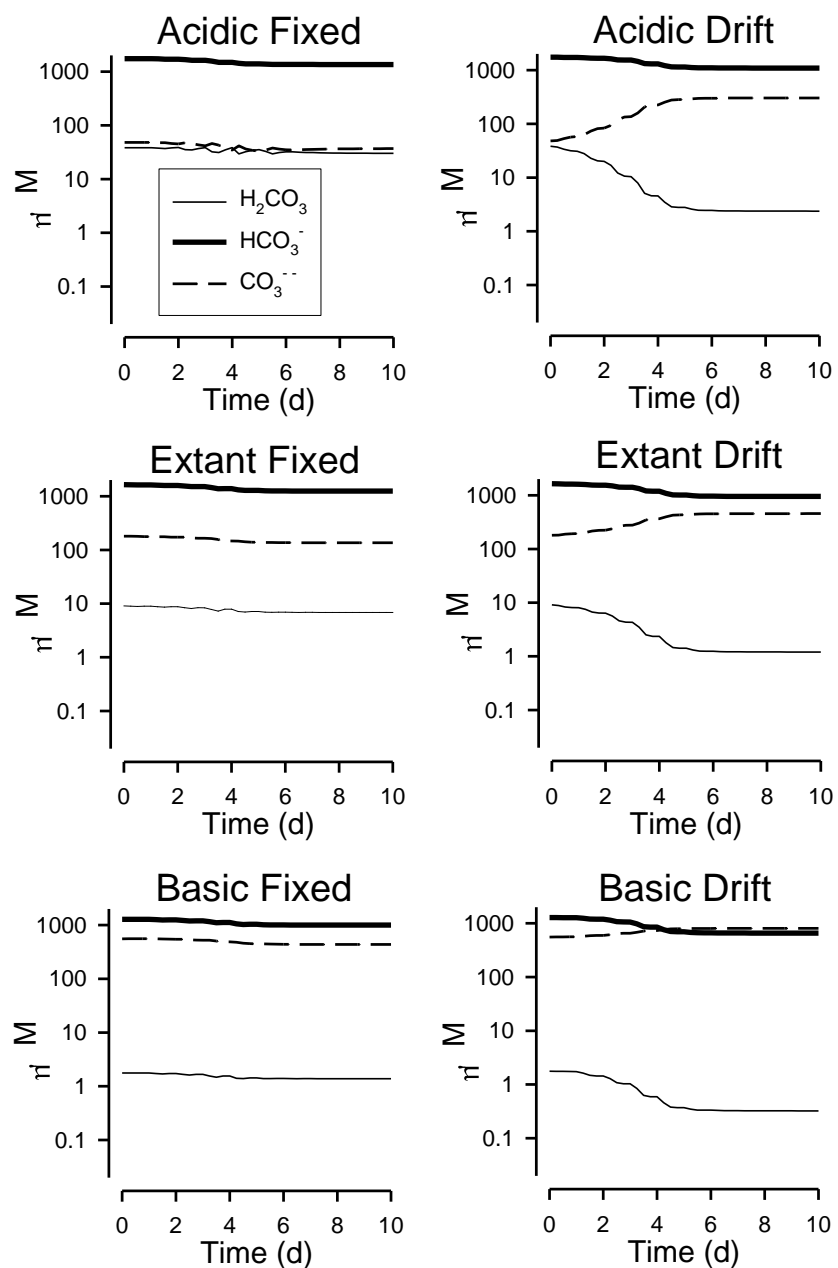 Acidic Fixed
1000
100
10
1
0.1
μM
H₂CO₃
HCO₃⁻
CO₃⁻⁻
0 2 4 6 8 10
Time (d)
Acidic Drift
1000
100
10
1
0.1
μM
0 2 4 6 8 10
Time (d)
Extant Fixed
1000
100
10
1
0.1
μM
0 2 4 6 8 10
Time (d)
Extant Drift
1000
100
10
1
0.1
μM
0 2 4 6 8 10
Time (d)
Basic Fixed
1000
100
10
1
0.1
μM
0 2 4 6 8 10
Time (d)
Basic Drift
1000
100
10
1
0.1
μM
0 2 4 6 8 10
Time (d)